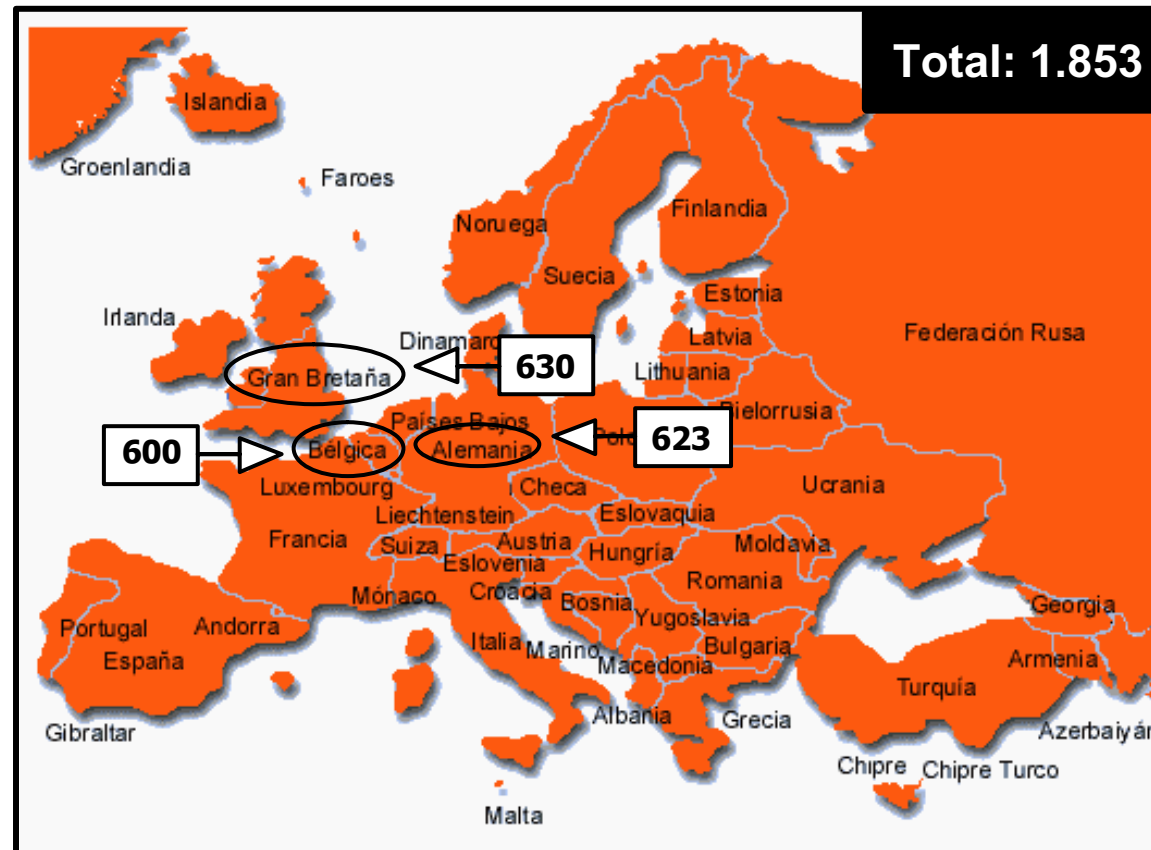 Total: 1.853
Islandia
Groenlandia
Faroes
Noruega
Finlandia
Suecia
Estonia
Irlanda
Dinamarc
Latvia
Federación Rusa
630
Lithuania
Gran Bretaña
Bielorrusia
Países Bajos
600
Bélgica
Alemania
623
Polo
Luxembourg
Checa
Ucrania
Liechtenstein
Eslovaquia
Francia
Suiza
Austria
Hungría
Moldavia
Eslovenia
Romania
Mónaco
Croacia
Bosnia
Yugoslavia
Georgia
Portugal
Andorra
Italia
Marino
Bulgaria
España
Macedonia
Armenia
Turquía
Gibraltar
Albania
Grecia
Azerbaiyán
Chipre
Chipre Turco
Malta